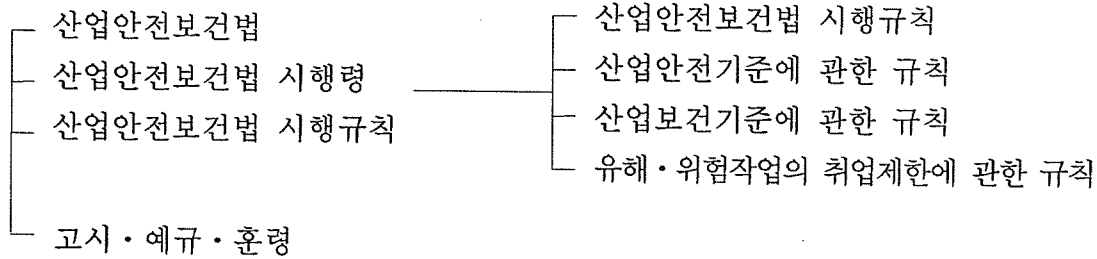 산업안전보건법
산업안전보건법 시행령
산업안전보건법 시행규칙
고시·예규·훈령
산업안전보건법 시행규칙
산업안전기준에 관한 규칙
산업보건기준에 관한 규칙
유해·위험작업의 취업제한에 관한 규칙